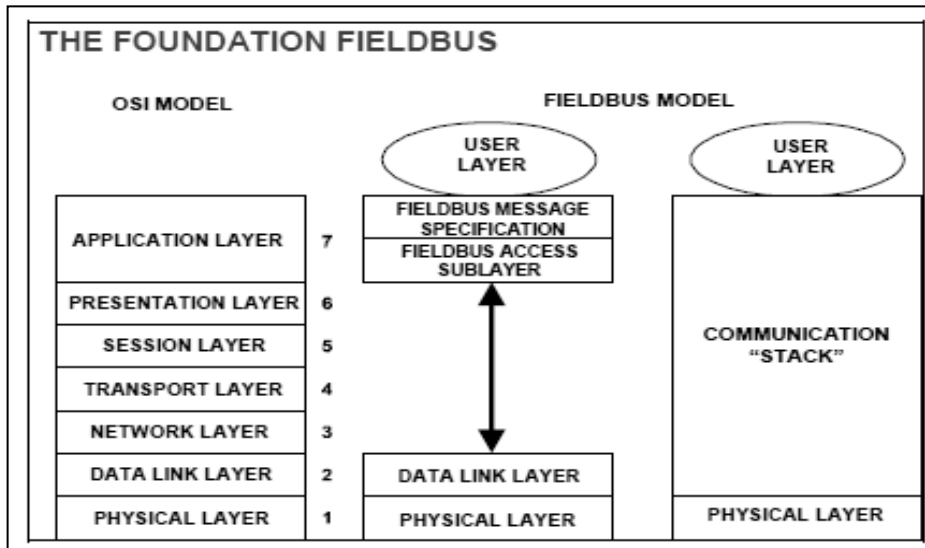 THE FOUNDATION FIELDBUS
OSI MODEL
FIELDBUS MODEL
USER
LAYER
USER
LAYER
APPLICATION LAYER 7
FIELDBUS MESSAGE
SPECIFICATION
FIELDBUS ACCESS
SUBLAYER
PRESENTATION LAYER 6
SESSION LAYER 5
TRANSPORT LAYER 4
NETWORK LAYER 3
DATA LINK LAYER 2
PHYSICAL LAYER 1
DATA LINK LAYER
PHYSICAL LAYER
COMMUNICATION
“STACK”
PHYSICAL LAYER